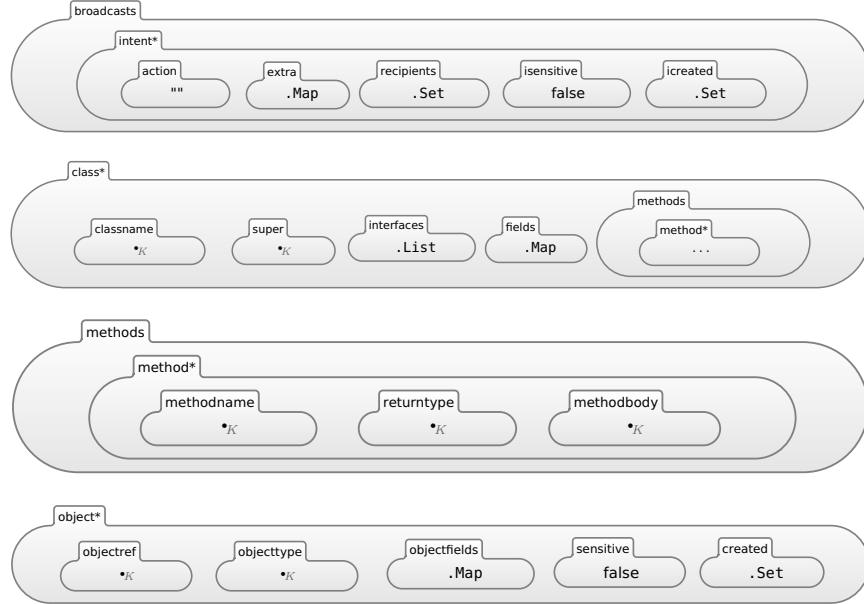 broadcasts
intent*
action extra recipients isensitive icreated
"" .Map .Set false .Set
class*
methods
classname super interfaces fields method*
•K •K .List .Map ...
methods
method*
methodname returntype methodbody
•K •K •K
object*
objectref objecttype objectfields sensitive created
•K •K .Map false .Set